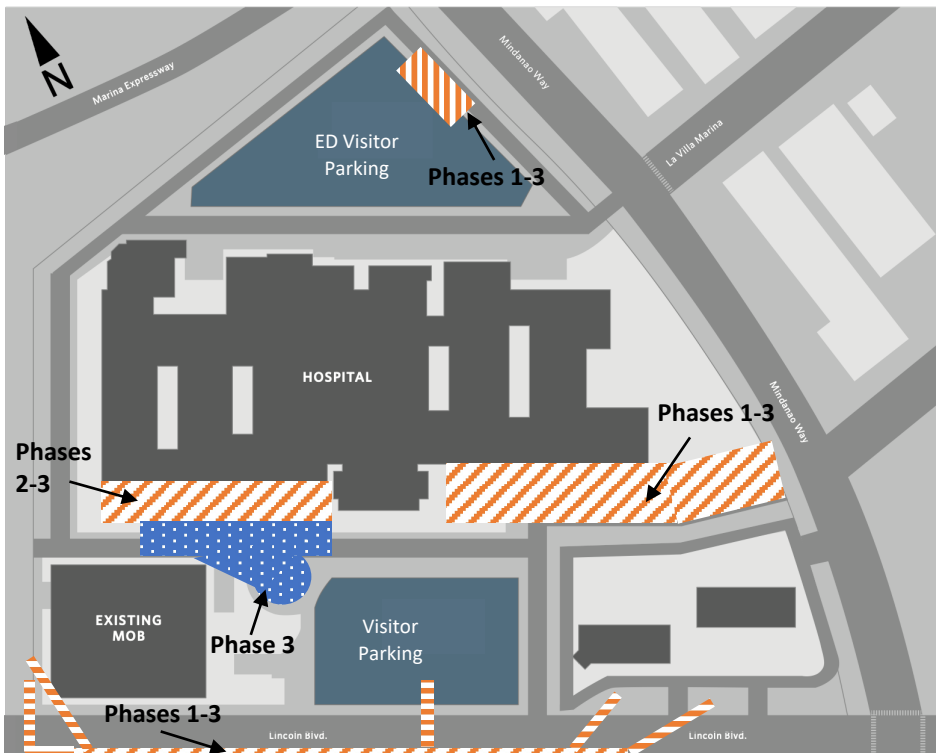 N
Marina Expressway
Mindanao Way
La Villa Marina
ED Visitor
Parking
Phases 1-3
HOSPITAL
Mindanao Way
Phases 1-3
Phases
2-3
EXISTING
MOB
Phase 3
Visitor
Parking
Phases 1-3
Lincoln Blvd.
Lincoln Blvd.